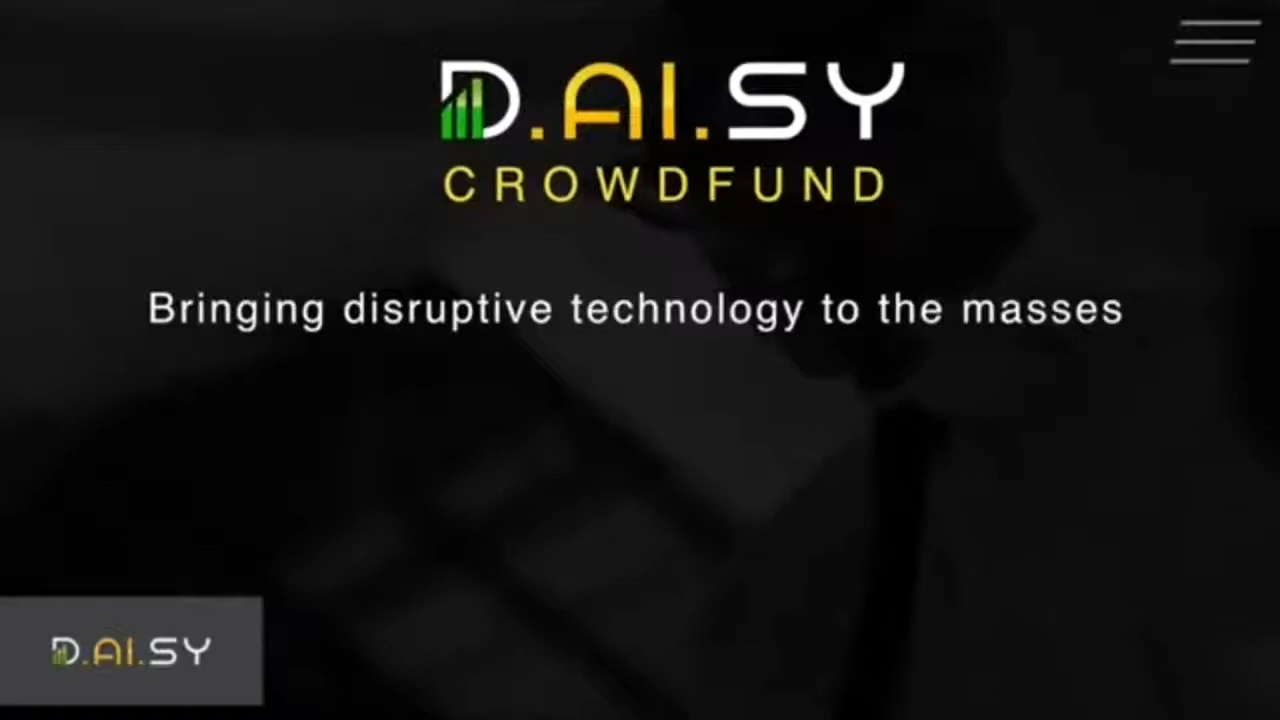 D.AI.SY
CROWDFUND
Bringing disruptive technology to the masses
D.AI.SY